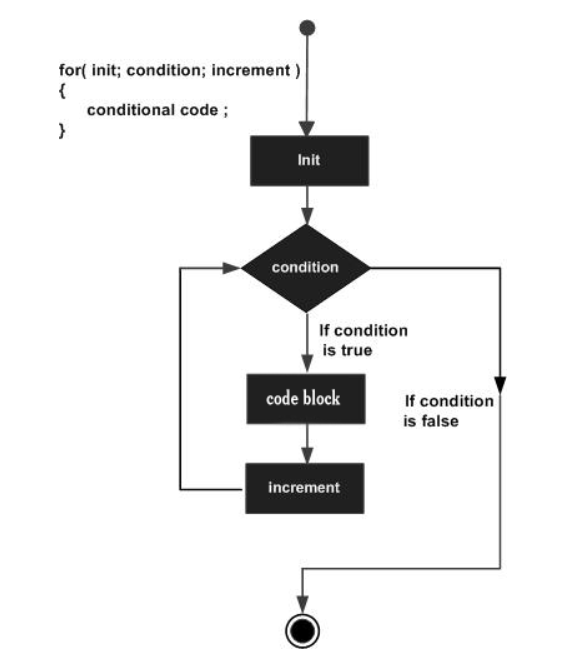 for( init; condition; increment )
{
conditional code ;
}
Init
condition
If condition
is true
code block
If condition
is false
increment